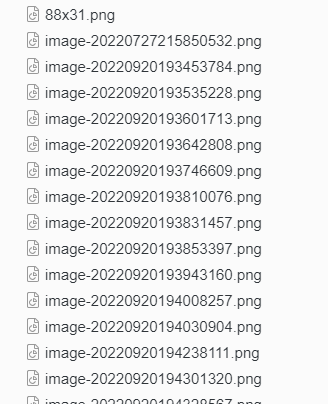 88x31.png
image-20220727215850532.png
image-20220920193453784.png
image-20220920193535228.png
image-20220920193601713.png
image-20220920193642808.png
image-20220920193746609.png
image-20220920193810076.png
image-20220920193831457.png
image-20220920193853397.png
image-20220920193943160.png
image-20220920194008257.png
image-20220920194030904.png
image-20220920194238111.png
image-20220920194301320.png